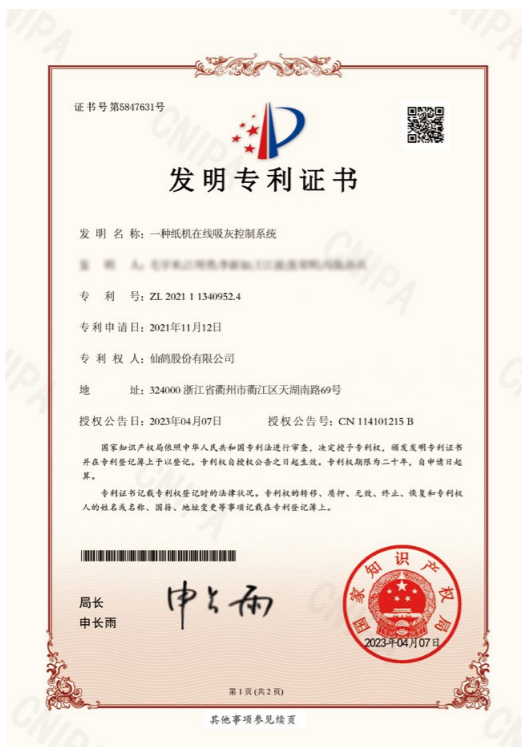 证书号第5847631号
发明专利证书
发 明 名 称：一种纸机在线吸灰控制系统
专 利 号：ZL 2021 1 1340952.4
专利申请日：2021年11月12日
专 利 权 人：仙鹤股份有限公司
地 址：324000 浙江省衢州市衢江区天湖南路69号
授权公告日：2023年04月07日 授权公告号：CN 114101215 B
国家知识产权局依照中华人民共和国专利法进行审查，决定授予专利权，颁发发明专利证书
并在专利登记簿上予以登记。专利权自授权公告之日起生效。专利权期限为二十年，自申请日起
算。
专利证书记载专利权登记时的法律状况。专利权的转移、质押、无效、终止、恢复和专利权
人的姓名或名称、国籍、地址变更等事项记载在专利登记簿上。
局长
申长雨
申长雨
国家知识产权局
2023年04月07日
第 1 页 (共 2 页)
其他事项参见续页
CNIPA
CNIPA
CNIPA
CNIPA
CNIPA